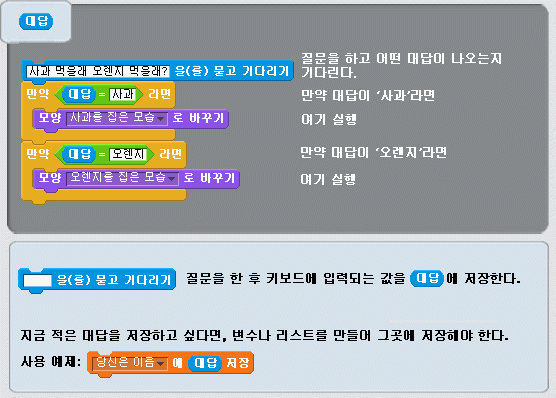 대답
사과 먹을래 오렌지 먹을래? 을(를) 묻고 기다리기
질문을 하고 어떤 대답이 나오는지
기다린다.
만약 대답 = 사과 라면
만약 대답이 '사과'라면
모양 사과를 집은 모습 로 바꾸기
여기 실행
만약 대답 = 오렌지 라면
만약 대답이 '오렌지'라면
모양 오렌지를 집은 모습 로 바꾸기
여기 실행
을(를) 묻고 기다리기 질문을 한 후 키보드에 입력되는 값을 대답 에 저장한다.
지금 적은 대답을 저장하고 싶다면, 변수나 리스트를 만들어 그곳에 저장해야 한다.
사용 예제: 당신은 이름 에 대답 저장